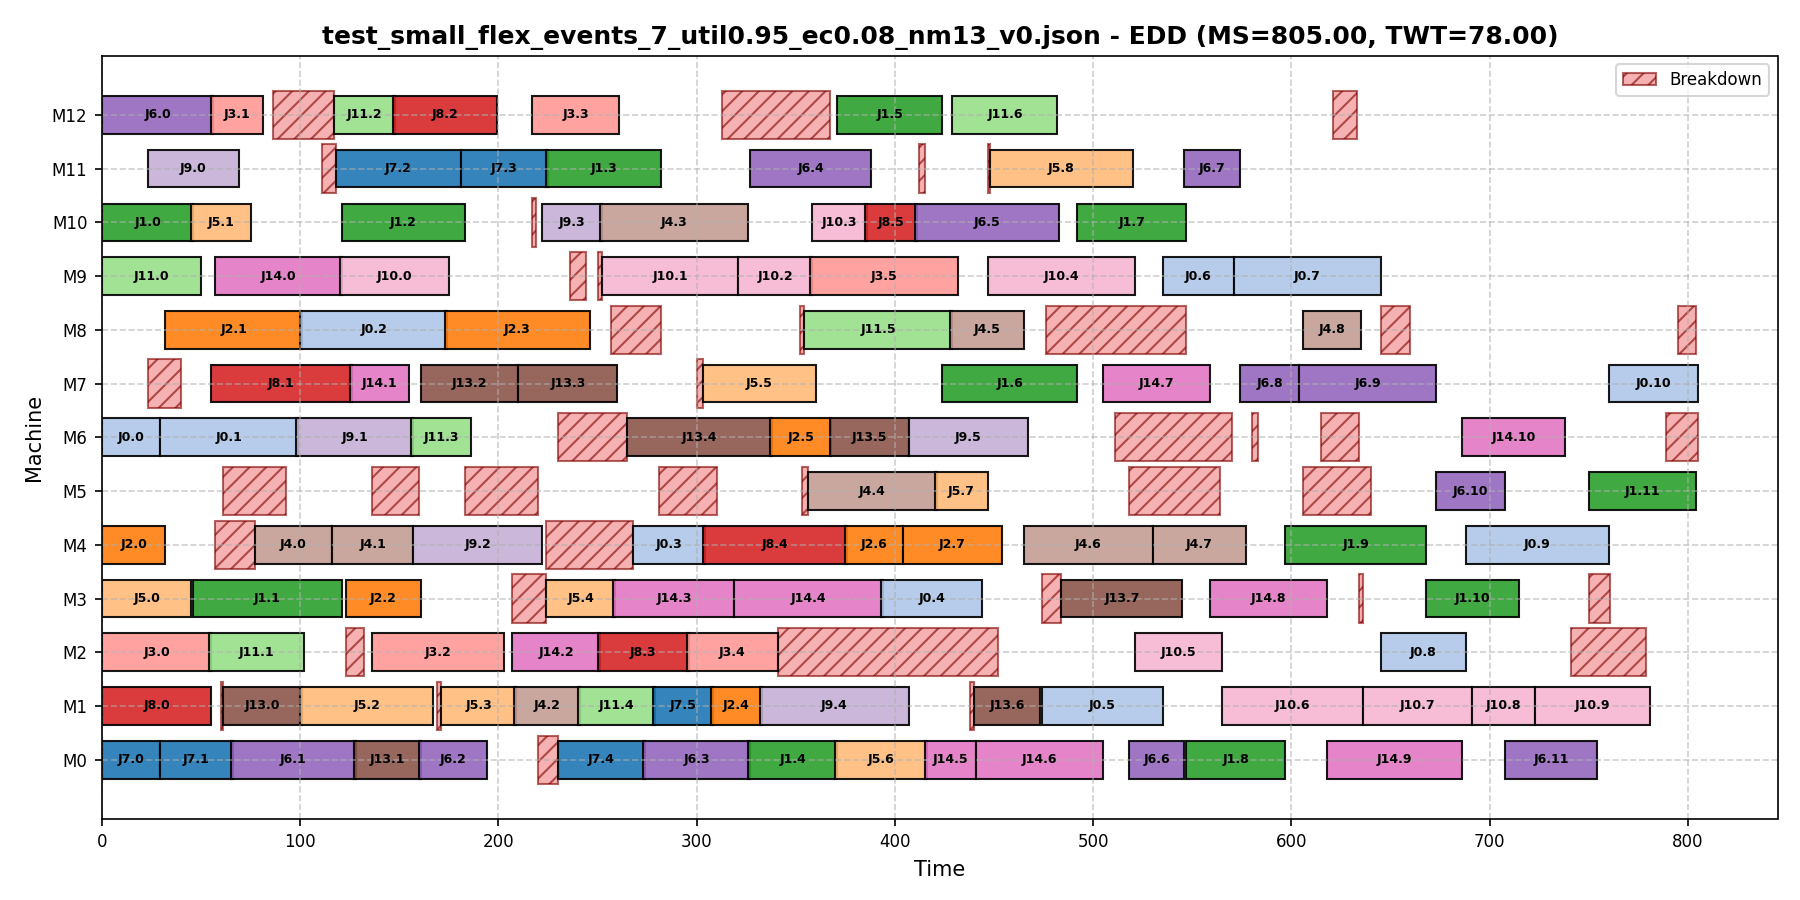 test_small_flex_events_7_util0.95_ec0.08_nm13_v0.json - EDD (MS=805.00, TWT=78.00)
Breakdown
M12 J6.0 J3.1 J11.2 J8.2 J3.3 J1.5 J11.6
M11 J9.0 J7.2 J7.3 J1.3 J6.4 J5.8 J6.7
M10 J1.0 J5.1 J1.2 J9.3 J4.3 J10.3 J8.5 J6.5 J1.7
M9 J11.0 J14.0 J10.0 J10.1 J10.2 J3.5 J10.4 J0.6 J0.7
M8 J2.1 J0.2 J2.3 J11.5 J4.5 J4.8
M7 J8.1 J14.1 J13.2 J13.3 J5.5 J1.6 J14.7 J6.8 J6.9 J0.10
M6 J0.0 J0.1 J9.1 J11.3 J13.4 J2.5 J13.5 J9.5 J14.10
M5 J4.4 J5.7 J6.10 J1.11
M4 J2.0 J4.0 J4.1 J9.2 J0.3 J8.4 J2.6 J2.7 J4.6 J4.7 J1.9 J0.9
M3 J5.0 J1.1 J2.2 J5.4 J14.3 J14.4 J0.4 J13.7 J14.8 J1.10
M2 J3.0 J11.1 J3.2 J14.2 J8.3 J3.4 J10.5 J0.8
M1 J8.0 J13.0 J5.2 J5.3 J4.2 J11.4 J7.5 J2.4 J9.4 J13.6 J0.5 J10.6 J10.7 J10.8 J10.9
M0 J7.0 J7.1 J6.1 J13.1 J6.2 J7.4 J6.3 J1.4 J5.6 J14.5 J14.6 J6.6 J1.8 J14.9 J6.11
0 100 200 300 400 500 600 700 800
Time
Machine